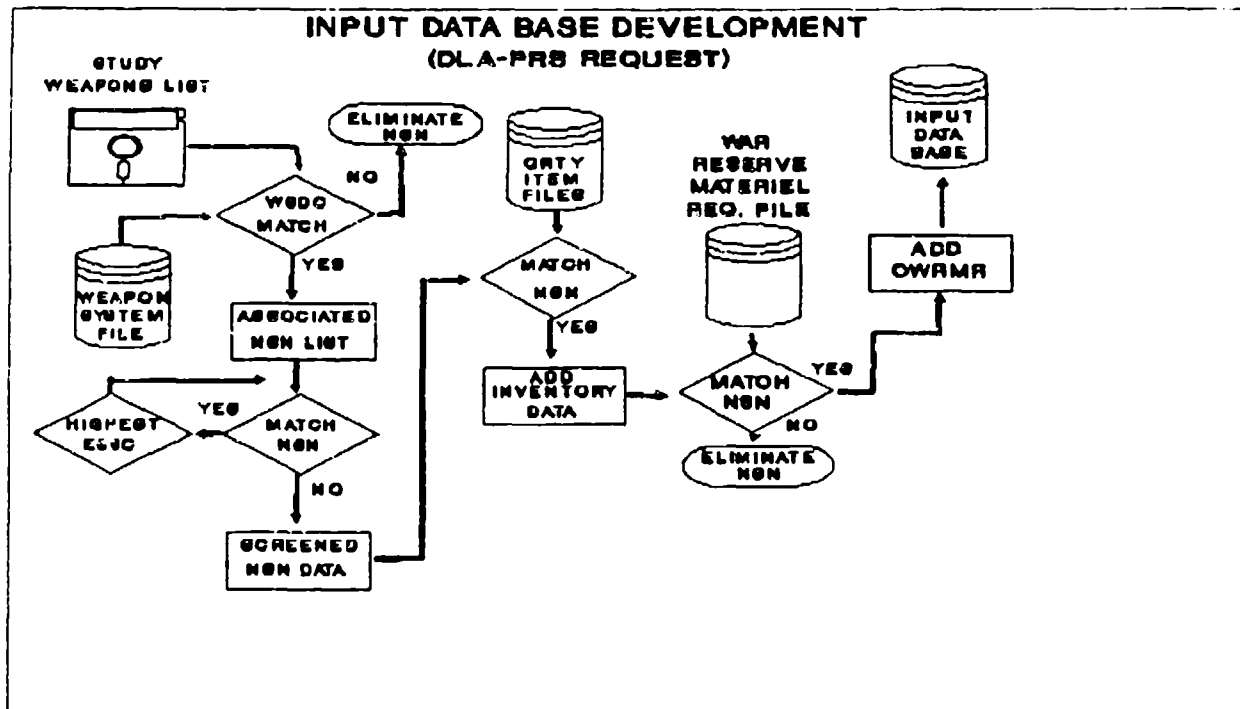 INPUT DATA BASE DEVELOPMENT
(DLA-PRS REQUEST)
STUDY
WEAPONS LIST
ELIMINATE
NSN
NO
WSDC
MATCH
YES
WEAPON
SYSTEM
FILE
ASSOCIATED
NSN LIST
HIGHEST
ESSC
YES
MATCH
NSN
NO
SCREENED
NSN DATA
QRTY
ITEM
FILES
MATCH
NSN
YES
ADD
INVENTORY
DATA
WAR
RESERVE
MATERIEL
REQ. FILE
MATCH
NSN
YES
NO
ELIMINATE
NSN
ADD
OWRMR
INPUT
DATA
BASE